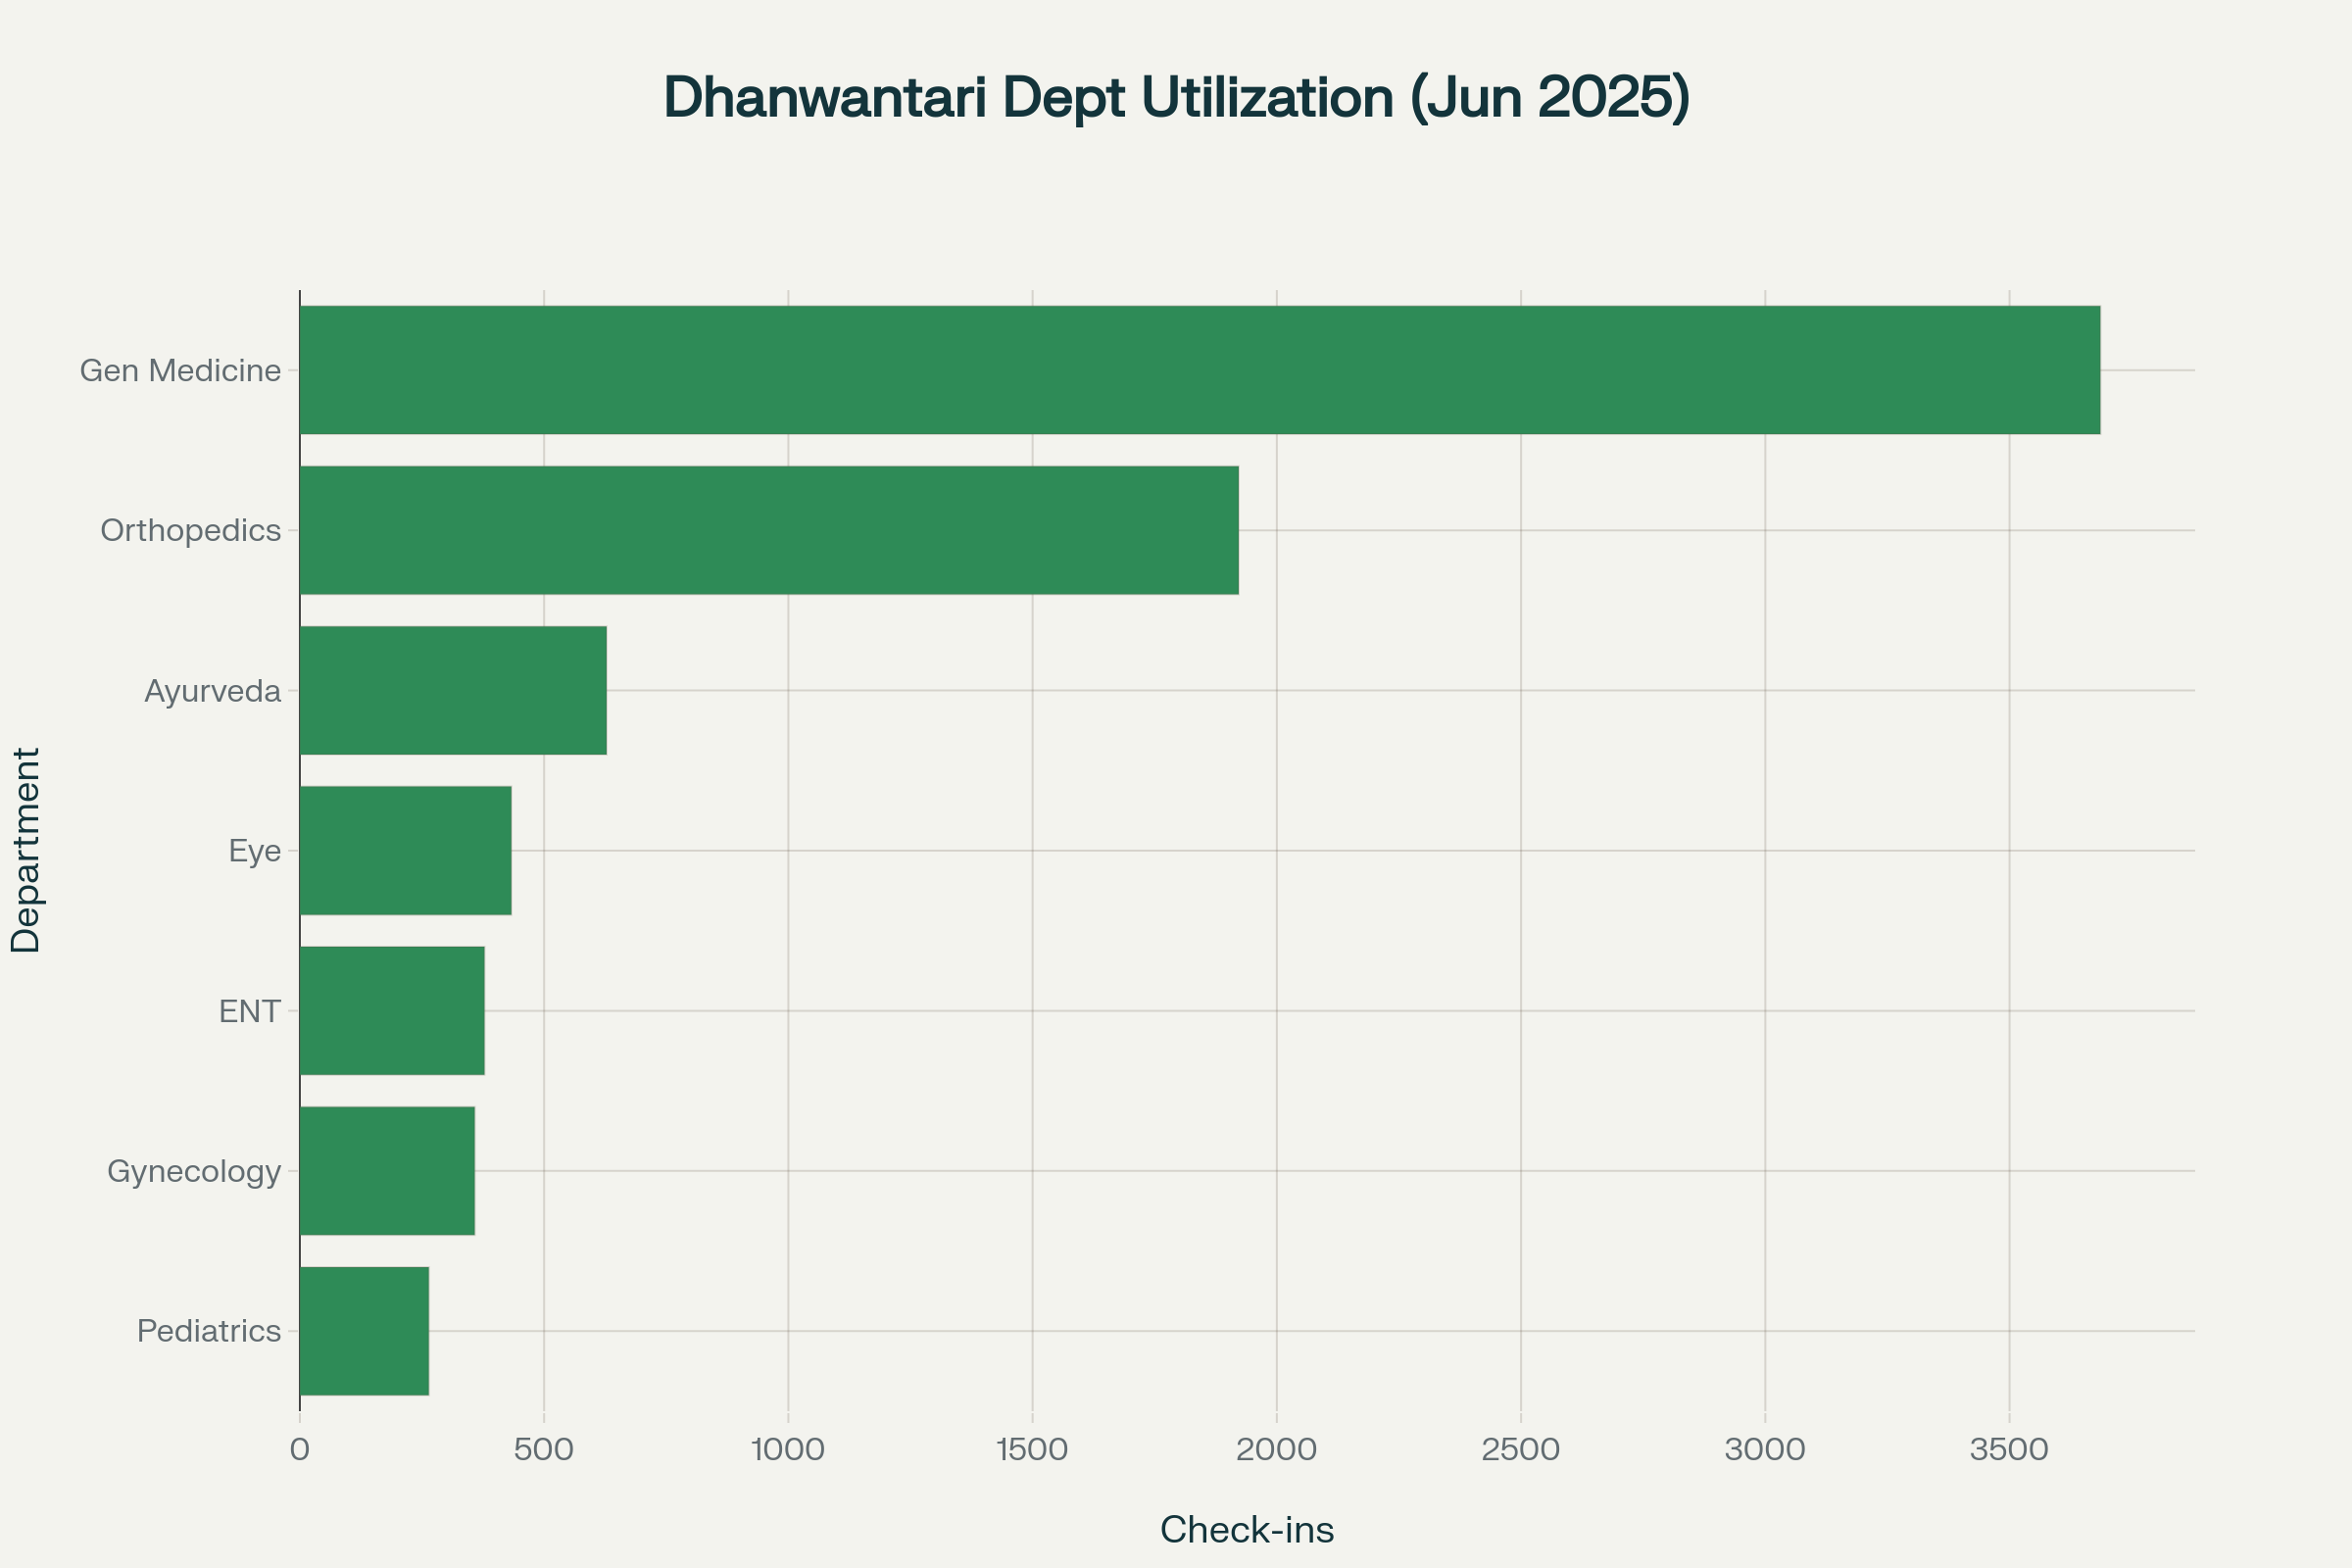 Dhanwantari Dept Utilization (Jun 2025)
Gen Medicine
Orthopedics
Ayurveda
Eye
ENT
Gynecology
Pediatrics
Department
0 500 1000 1500 2000 2500 3000 3500
Check-ins